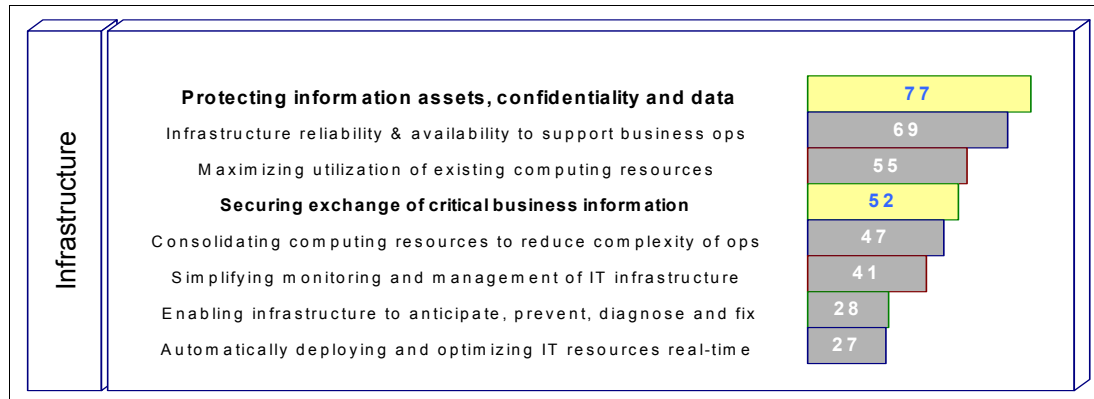 Infrastructure
Protecting information assets, confidentiality and data
77
Infrastructure reliability & availability to support business ops
69
Maximizing utilization of existing computing resources
55
Securing exchange of critical business information
52
Consolidating computing resources to reduce complexity of ops
47
Simplifying monitoring and management of IT infrastructure
41
Enabling infrastructure to anticipate, prevent, diagnose and fix
28
Automatically deploying and optimizing IT resources real-time
27